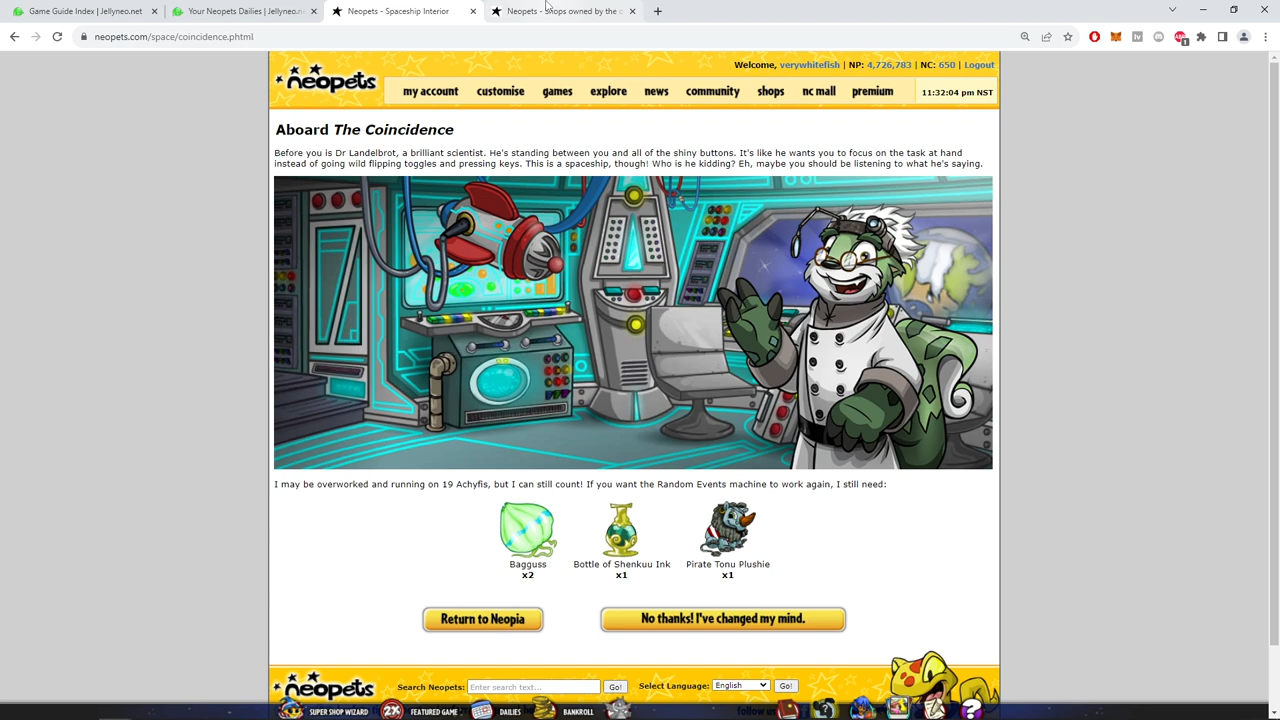 Game Guide Index | Jellyneo.net
Your Neopets Dailies | Jellyneo.ne
Neopets - Spaceship Interior
Neopets - Shops owned by the o
neopets.com/space/coincidence.phtml
Welcome, verywhitefish | NP: 4,726,783 | NC: 650 | Logout
neopets
my account customise games explore news community shops nc mall premium
11:32:04 pm NST
Aboard The Coincidence
Before you is Dr Landelbrot, a brilliant scientist. He's standing between you and all of the shiny buttons. It's like he wants you to focus on the task at hand
instead of going wild flipping toggles and pressing keys. This is a spaceship, though! Who is he kidding? Eh, maybe you should be listening to what he's saying.
I may be overworked and running on 19 Achyfis, but I can still count! If you want the Random Events machine to work again, I still need:
Bagguss Bottle of Shenkuu Ink Pirate Tonu Plushie
x2 x1 x1
Return to Neopia No thanks! I've changed my mind.
neopets
Search Neopets: Enter search text... Go! Select Language: English Go!
SUPER SHOP WIZARD 2X FEATURED GAME DAILIES BANKROLL